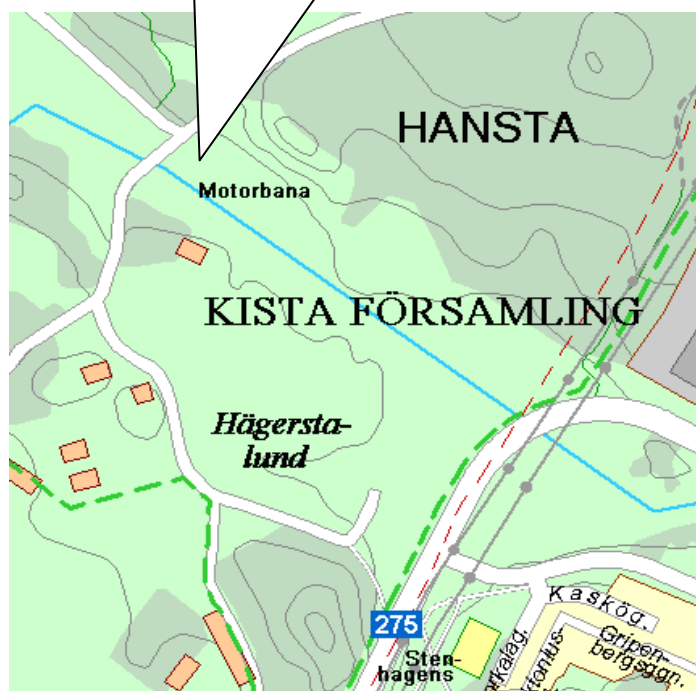 HANSTA
Motorbana
KISTA FÖRSAMLING
Hägersta-
lund
Kaskög.
275
Gripen-
bergsggn.
Sten-
hagens